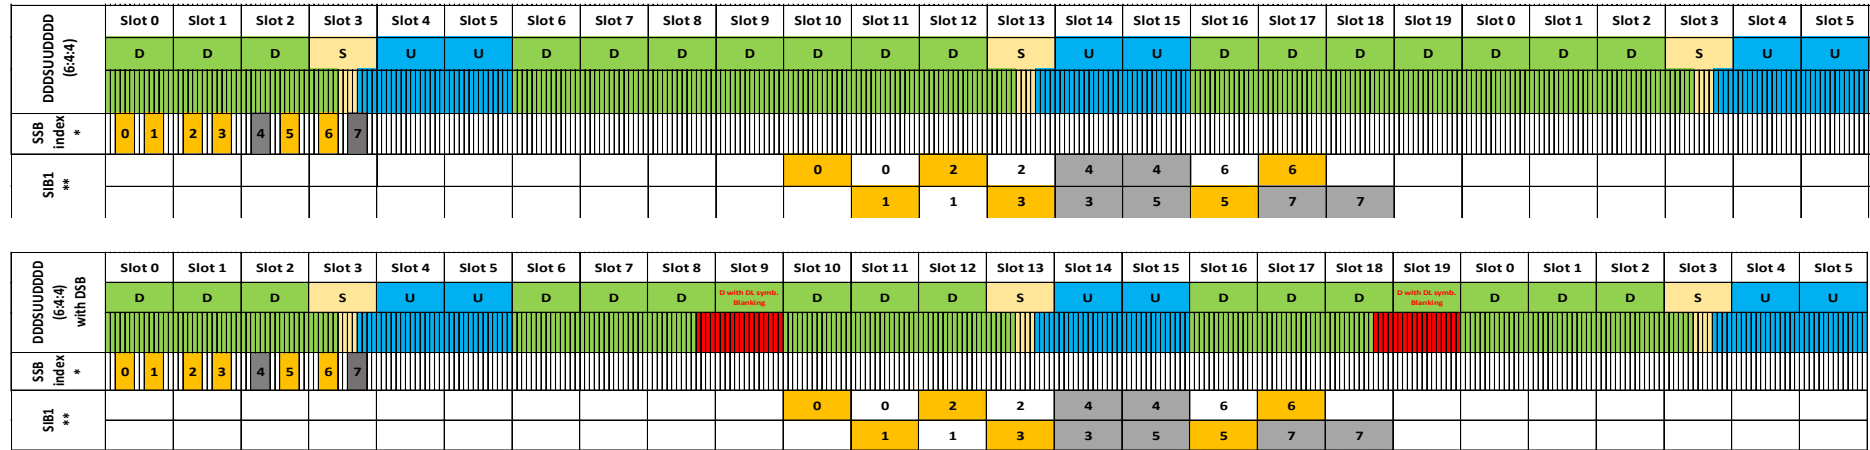 Slot 0 Slot 1 Slot 2 Slot 3 Slot 4 Slot 5 Slot 6 Slot 7 Slot 8 Slot 9 Slot 10 Slot 11 Slot 12 Slot 13 Slot 14 Slot 15 Slot 16 Slot 17 Slot 18 Slot 19 Slot 0 Slot 1 Slot 2 Slot 3 Slot 4 Slot 5
DDDSUUDDDD
(6:4:4)
D D D S U U D D D D D D D S U U D D D D D D D S U U
SSB
index
*
0 1 2 3 4 5 6 7
SIB1
**
0 0 2 2 4 4 6 6
1 1 3 3 5 5 7 7
Slot 0 Slot 1 Slot 2 Slot 3 Slot 4 Slot 5 Slot 6 Slot 7 Slot 8 Slot 9 Slot 10 Slot 11 Slot 12 Slot 13 Slot 14 Slot 15 Slot 16 Slot 17 Slot 18 Slot 19 Slot 0 Slot 1 Slot 2 Slot 3 Slot 4 Slot 5
DDDSUUDDDD
(6:4:4)
with DSB
D D D S U U D D D D with DL symb. D D D S U U D D D D with DL symb. D D D S U U
Blanking Blanking
SSB
index
*
0 1 2 3 4 5 6 7
SIB1
**
0 0 2 2 4 4 6 6
1 1 3 3 5 5 7 7